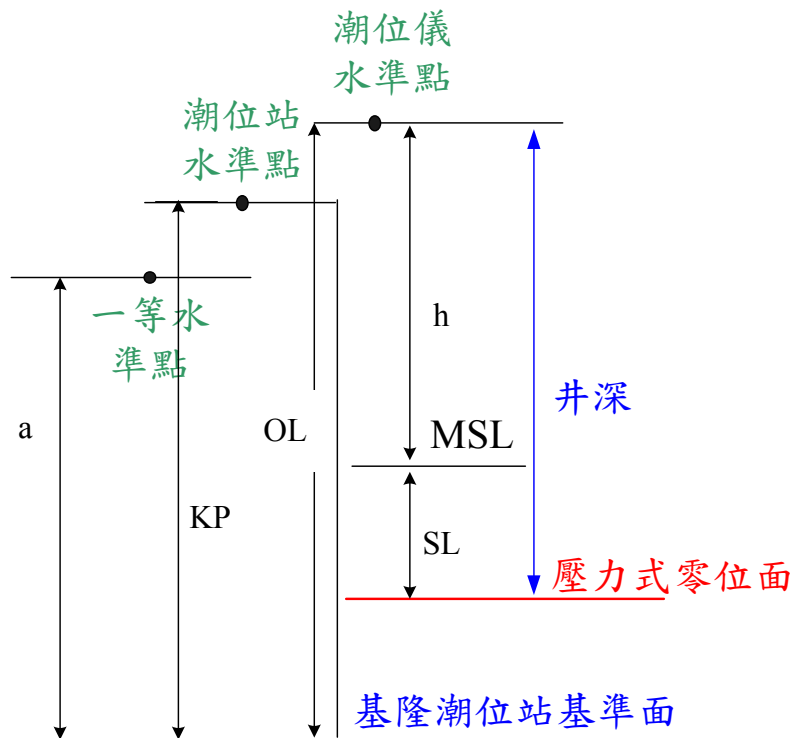 潮位儀
水準點
潮位站
水準點
一等水
準點
h
井深
a
OL
MSL
KP
SL
壓力式零位面
基隆潮位站基準面